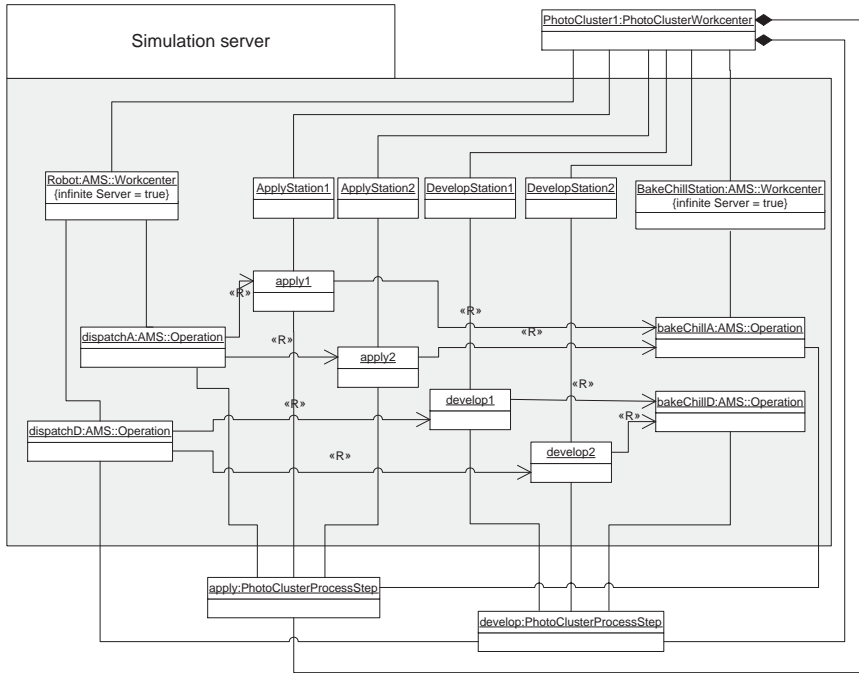 PhotoCluster1:PhotoClusterWorkcenter
Simulation server
Robot:AMS::Workcenter
{infinite Server = true}
ApplyStation1
ApplyStation2
DevelopStation1
DevelopStation2
BakeChillStation:AMS::Workcenter
{infinite Server = true}
apply1
«R»
«R»
dispatchA:AMS::Operation
«R»
«R»
bakeChillA:AMS::Operation
apply2
«R»
develop1
«R»
«R»
bakeChillD:AMS::Operation
dispatchD:AMS::Operation
«R»
develop2
apply:PhotoClusterProcessStep
develop:PhotoClusterProcessStep